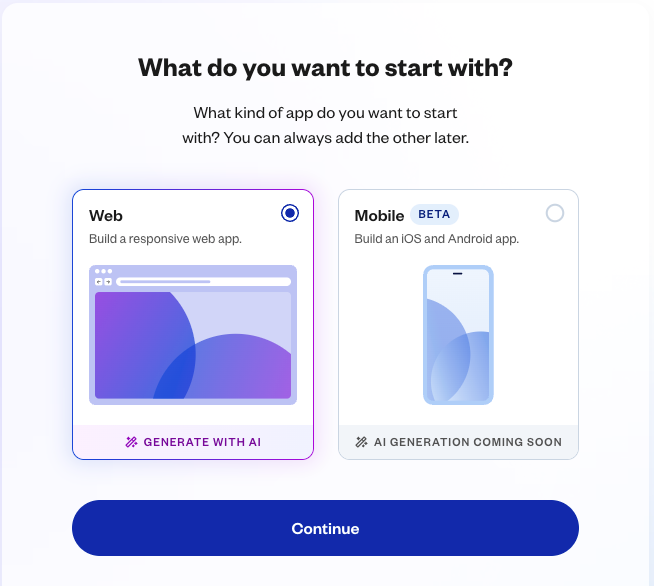 What do you want to start with?
What kind of app do you want to start
with? You can always add the other later.
Web
Build a responsive web app.
GENERATE WITH AI
Mobile BETA
Build an iOS and Android app.
AI GENERATION COMING SOON
Continue